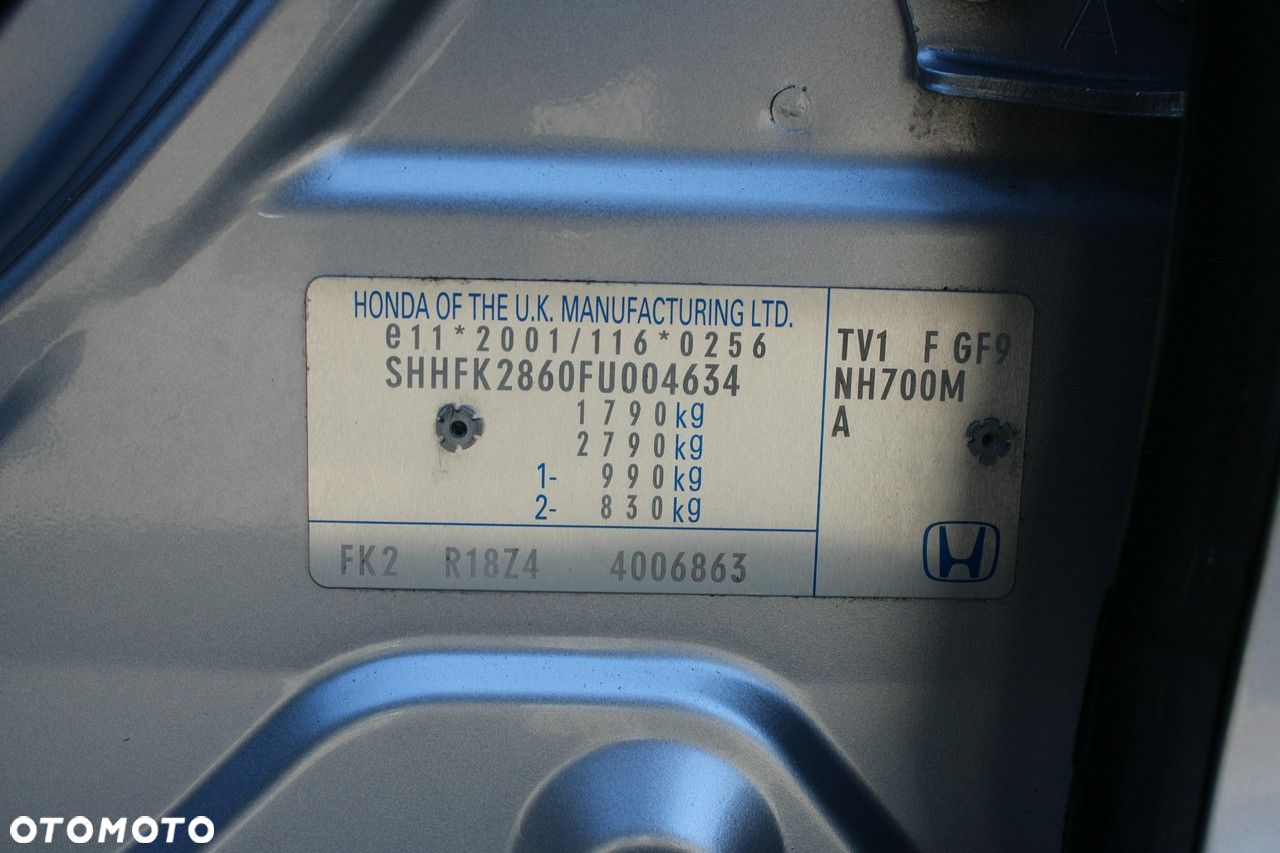 HONDA OF THE U.K. MANUFACTURING LTD.
e11*2001/116*0256
SHHFK2860FU004634
1790kg
2790kg
1- 990kg
2- 830kg
FK2 R18Z4 4006863
TV1 F GF9
NH700M
A
A
OTOMOTO